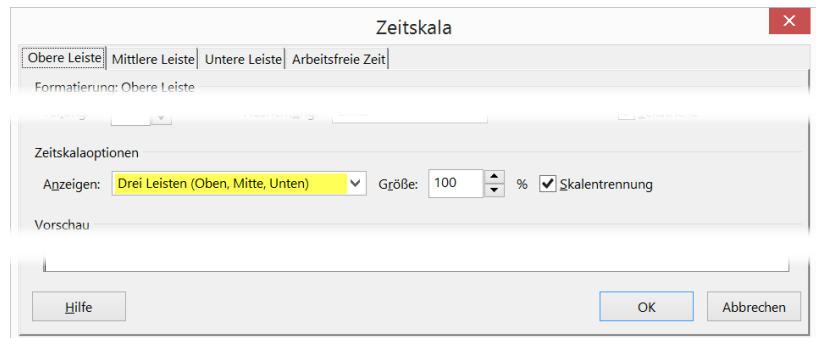 Zeitskala
Obere Leiste Mittlere Leiste Untere Leiste Arbeitsfreie Zeit
Formatierung: Obere Leiste
Zeitskalaoptionen
Anzeigen: Drei Leisten (Oben, Mitte, Unten) Größe: 100 % Skalentrennung
Vorschau
Hilfe OK Abbrechen